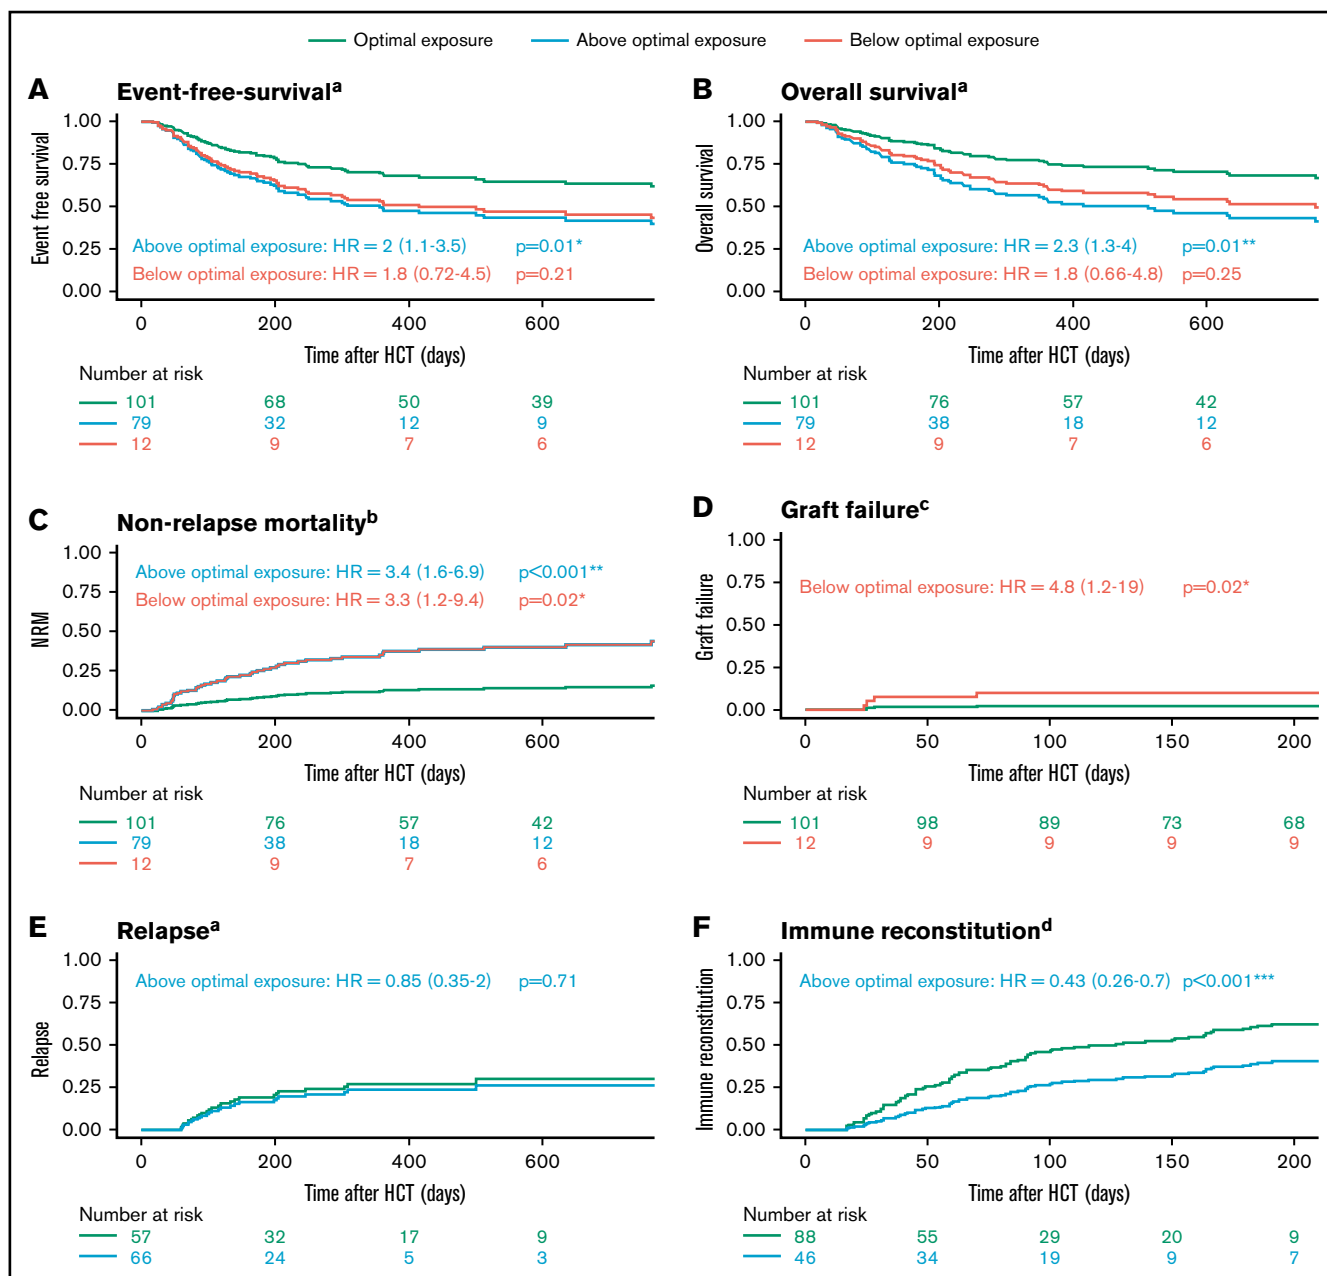 Optimal exposure Above optimal exposure Below optimal exposure
A Event-free-survivalᵃ
Event free survival
1.00
0.75
0.50
0.25
0.00
Above optimal exposure: HR = 2 (1.1-3.5) p=0.01*
Below optimal exposure: HR = 1.8 (0.72-4.5) p=0.21
0 200 400 600
Time after HCT (days)
Number at risk
101 68 50 39
79 32 12 9
12 9 7 6
B Overall survivalᵃ
Overall survival
1.00
0.75
0.50
0.25
0.00
Above optimal exposure: HR = 2.3 (1.3-4) p=0.01**
Below optimal exposure: HR = 1.8 (0.66-4.8) p=0.25
0 200 400 600
Time after HCT (days)
Number at risk
101 76 57 42
79 38 18 12
12 9 7 6
C Non-relapse mortalityᵇ
NRM
1.00
0.75
0.50
0.25
0.00
Above optimal exposure: HR = 3.4 (1.6-6.9) p<0.001**
Below optimal exposure: HR = 3.3 (1.2-9.4) p=0.02*
0 200 400 600
Time after HCT (days)
Number at risk
101 76 57 42
79 38 18 12
12 9 7 6
D Graft failureᶜ
Graft failure
1.00
0.75
0.50
0.25
0.00
Below optimal exposure: HR = 4.8 (1.2-19) p=0.02*
0 50 100 150 200
Time after HCT (days)
Number at risk
101 98 89 73 68
12 9 9 9 9
E Relapseᵃ
Relapse
1.00
0.75
0.50
0.25
0.00
Above optimal exposure: HR = 0.85 (0.35-2) p=0.71
0 200 400 600
Time after HCT (days)
Number at risk
57 32 17 9
66 24 5 3
F Immune reconstitutionᵈ
Immune reconstitution
1.00
0.75
0.50
0.25
0.00
Above optimal exposure: HR = 0.43 (0.26-0.7) p<0.001***
0 50 100 150 200
Time after HCT (days)
Number at risk
88 55 29 20 9
46 34 19 9 7